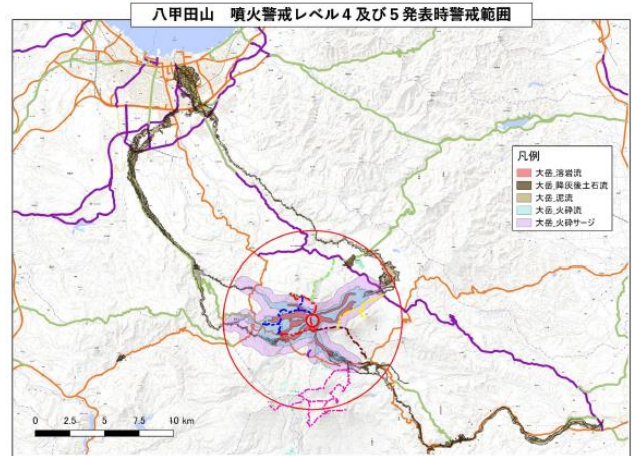 八甲田山　噴火警戒レベル４及び５発表時警戒範囲
凡例
大岳_溶岩流
大岳_降灰後土石流
大岳_泥流
大岳_火砕流
大岳_火砕サージ
0 2.5 5 7.5 10 km